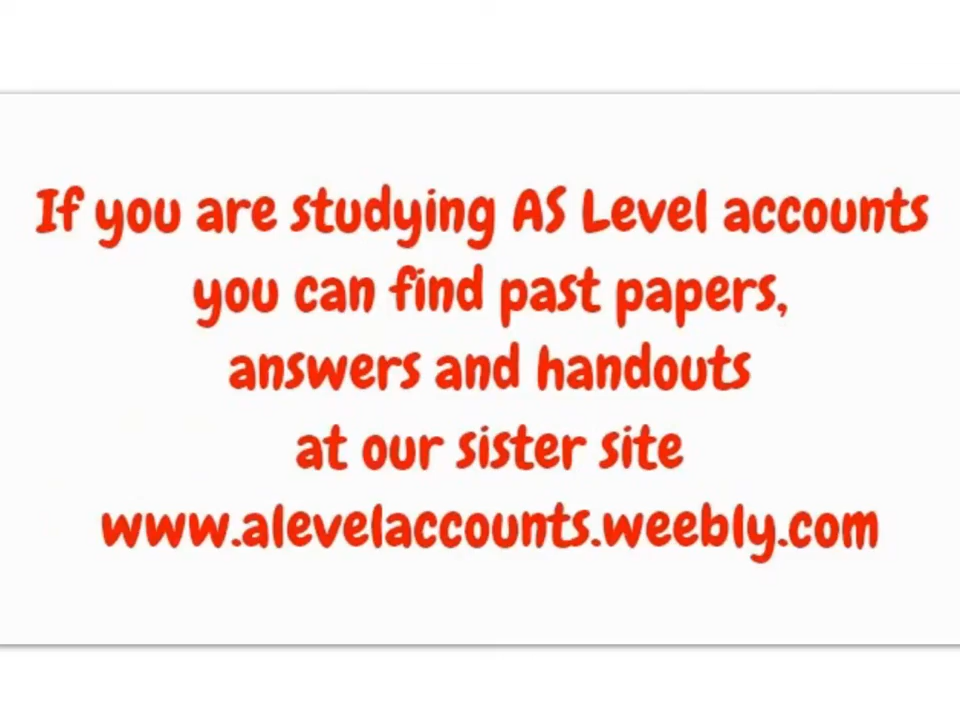 If you are studying AS Level accounts
you can find past papers,
answers and handouts
at our sister site
www.alevelaccounts.weebly.com